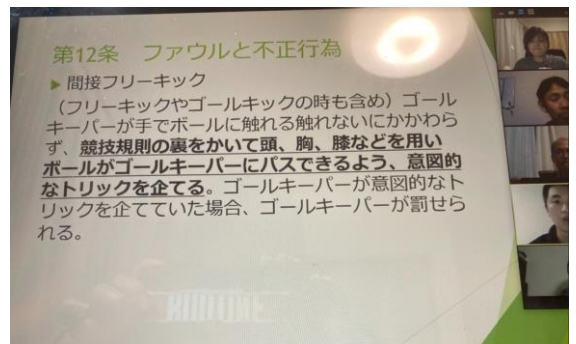 第12条　ファウルと不正行為
▶ 間接フリーキック
（フリーキックやゴールキックの時も含め）ゴール
キーパーが手でボールに触れる触れないにかかわら
ず、競技規則の裏をかいて頭、胸、膝などを用い
ボールがゴールキーパーにパスできるよう、意図的
なトリックを企てる。ゴールキーパーが意図的なト
リックを企てていた場合、ゴールキーパーが罰せら
れる。